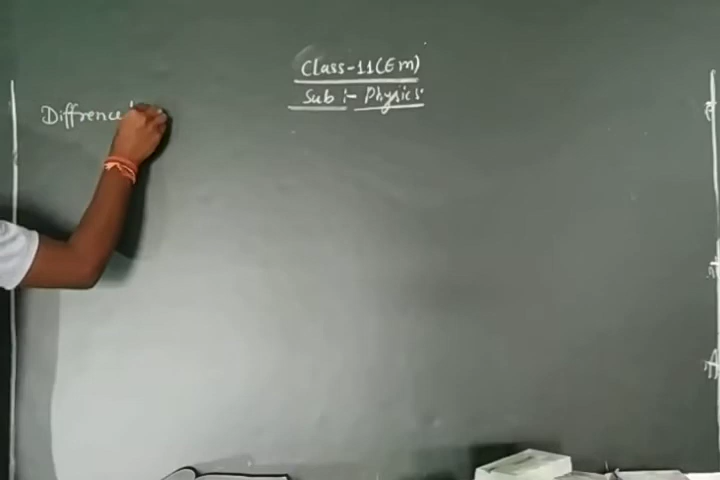 Class-11(Em)
Sub :- Physics
Diffrence